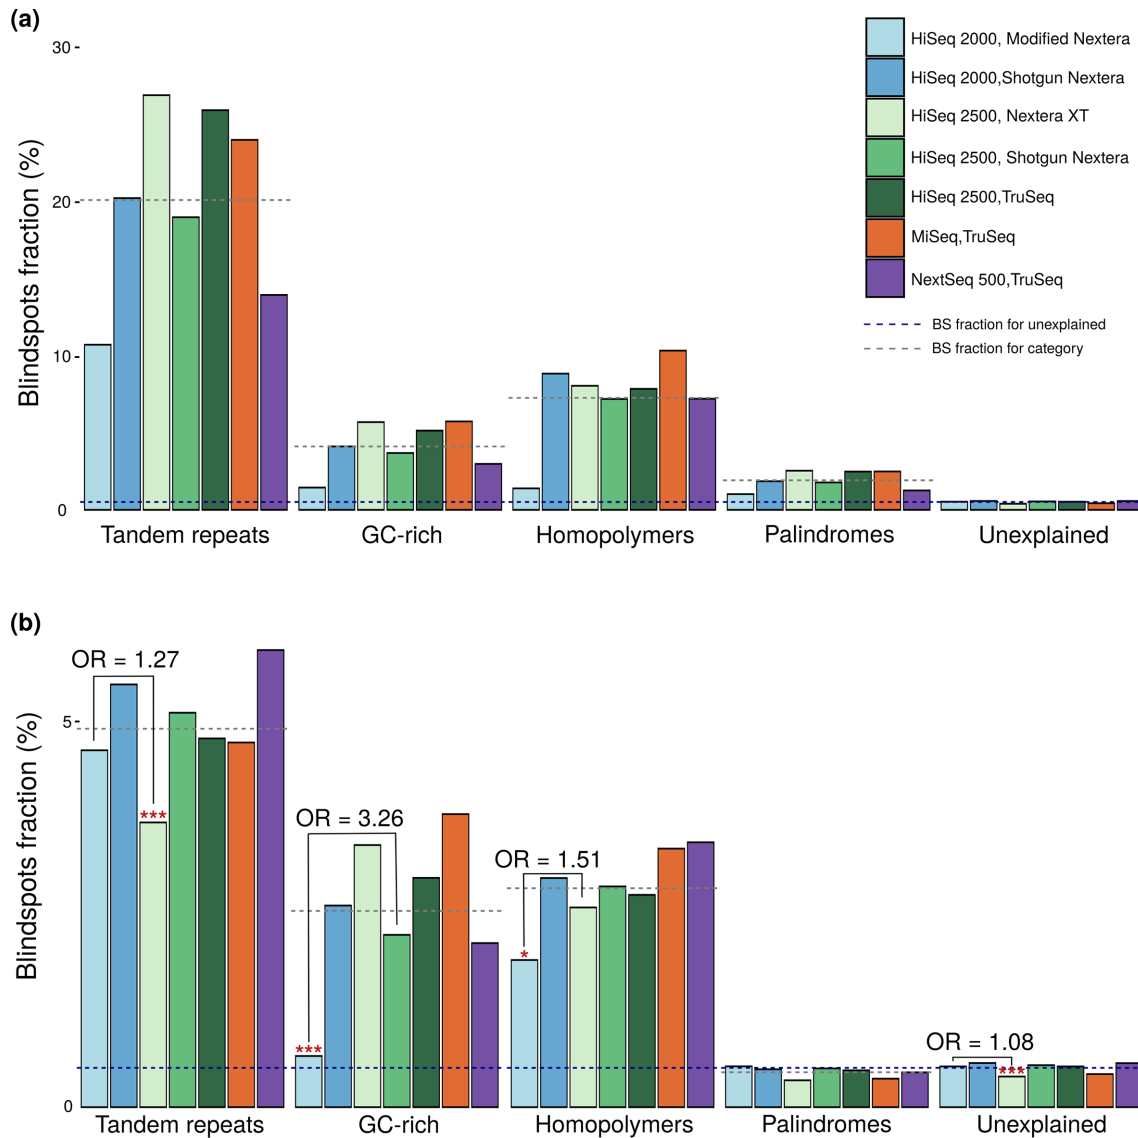 (a)
30
20
10
0
Blindspots fraction (%)
HiSeq 2000, Modified Nextera
HiSeq 2000,Shotgun Nextera
HiSeq 2500, Nextera XT
HiSeq 2500, Shotgun Nextera
HiSeq 2500,TruSeq
MiSeq,TruSeq
NextSeq 500,TruSeq
BS fraction for unexplained
BS fraction for category
Tandem repeats
GC-rich
Homopolymers
Palindromes
Unexplained
(b)
5
0
Blindspots fraction (%)
OR = 1.27
***
OR = 3.26
***
OR = 1.51
*
OR = 1.08
***
Tandem repeats
GC-rich
Homopolymers
Palindromes
Unexplained